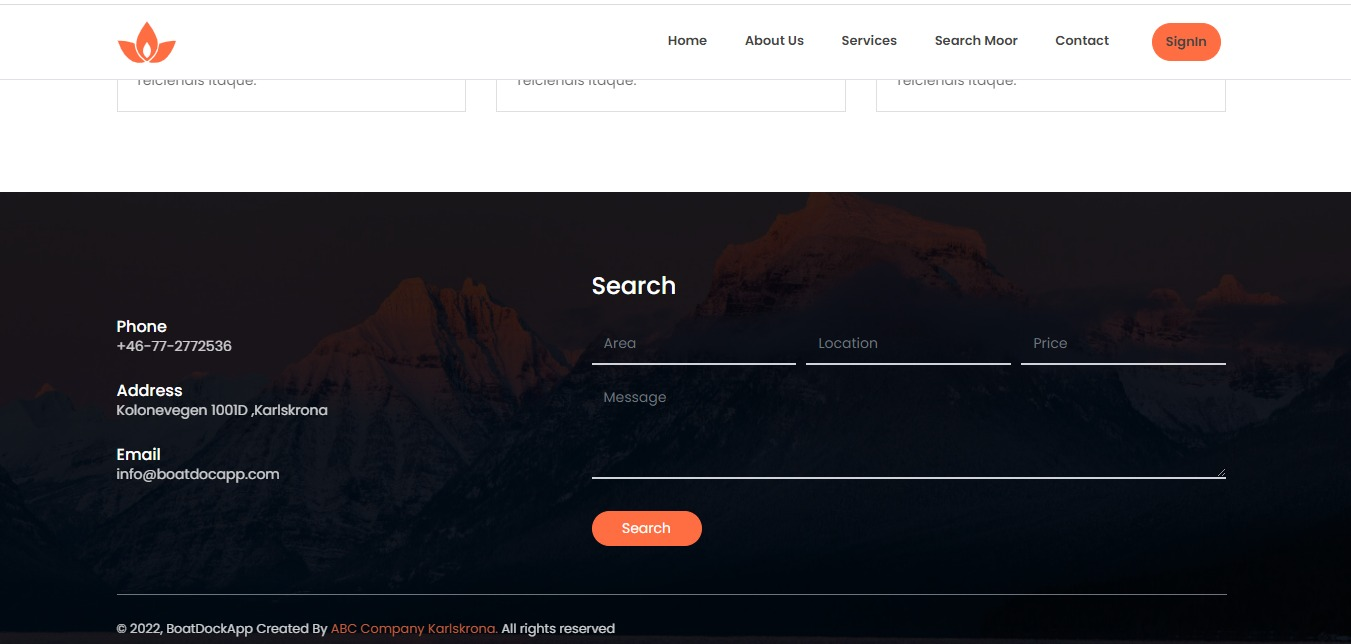 Home About Us Services Search Moor Contact SignIn
reiciendis itaque. reiciendis itaque. reiciendis itaque.
Search
Phone
+46-77-2772536
Area Location Price
Address
Kolonevegen 1001D ,Karlskrona
Message
Email
info@boatdocapp.com
Search
© 2022, BoatDockApp Created By ABC Company Karlskrona. All rights reserved